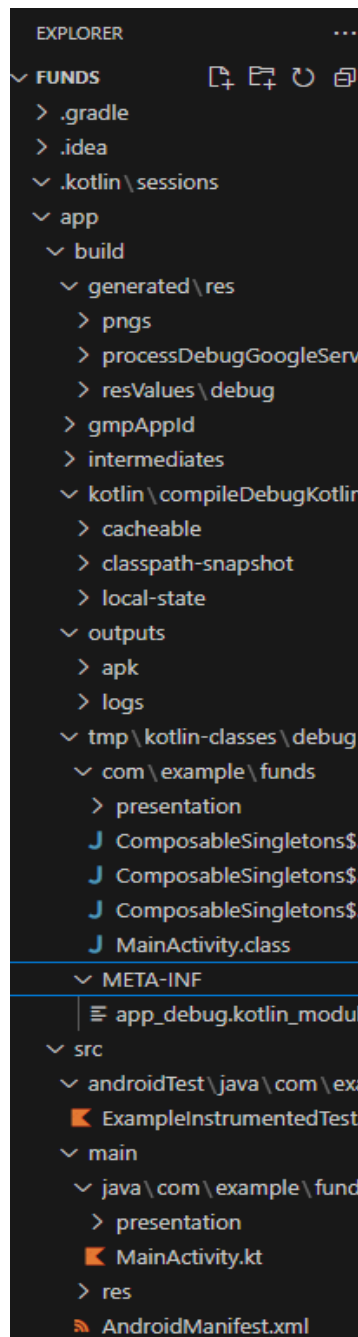 EXPLORER ...
FUNDS
.gradle
.idea
.kotlin\sessions
app
build
generated\res
pngs
processDebugGoogleServ
resValues\debug
gmpAppId
intermediates
kotlin\compileDebugKotlin
cacheable
classpath-snapshot
local-state
outputs
apk
logs
tmp\kotlin-classes\debug
com\example\funds
presentation
ComposableSingletons$
ComposableSingletons$
ComposableSingletons$
MainActivity.class
META-INF
app_debug.kotlin_modul
src
androidTest\java\com\exa
ExampleInstrumentedTest
main
java\com\example\fund
presentation
MainActivity.kt
res
AndroidManifest.xml